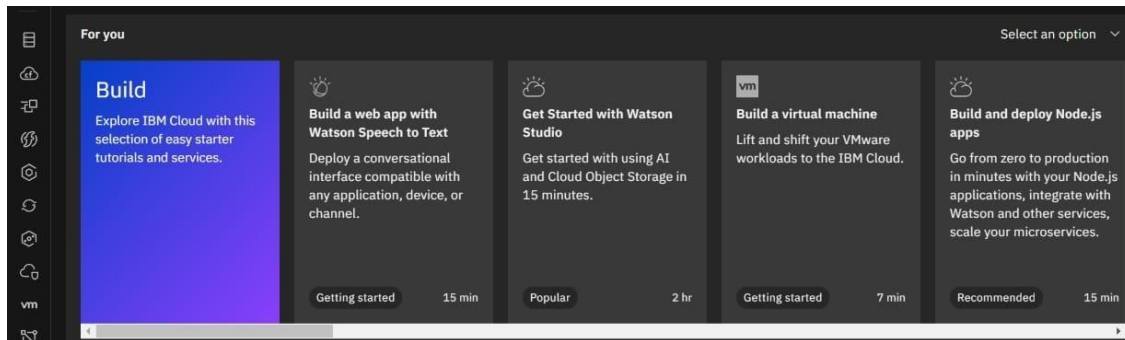 For you
Select an option
Build
Explore IBM Cloud with this
selection of easy starter
tutorials and services.
Build a web app with
Watson Speech to Text
Deploy a conversational
interface compatible with
any application, device, or
channel.
Getting started
15 min
Get Started with Watson
Studio
Get started with using AI
and Cloud Object Storage in
15 minutes.
Popular
2 hr
vm
Build a virtual machine
Lift and shift your VMware
workloads to the IBM Cloud.
Getting started
7 min
Build and deploy Node.js
apps
Go from zero to production
in minutes with your Node.js
applications, integrate with
Watson and other services,
scale your microservices.
Recommended
15 min
cf
vm